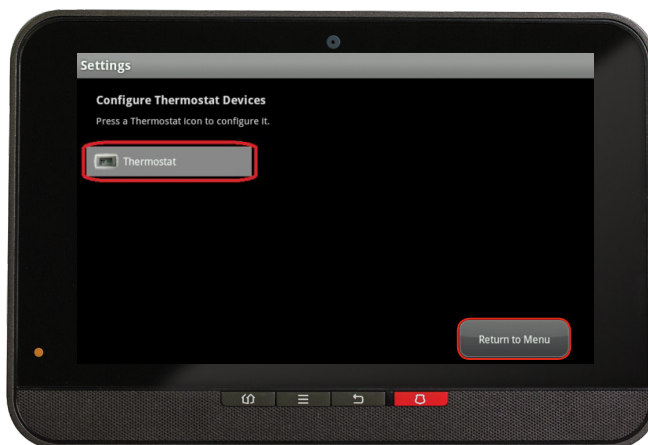 Settings
Configure Thermostat Devices
Press a Thermostat icon to configure it.
Thermostat
Return to Menu